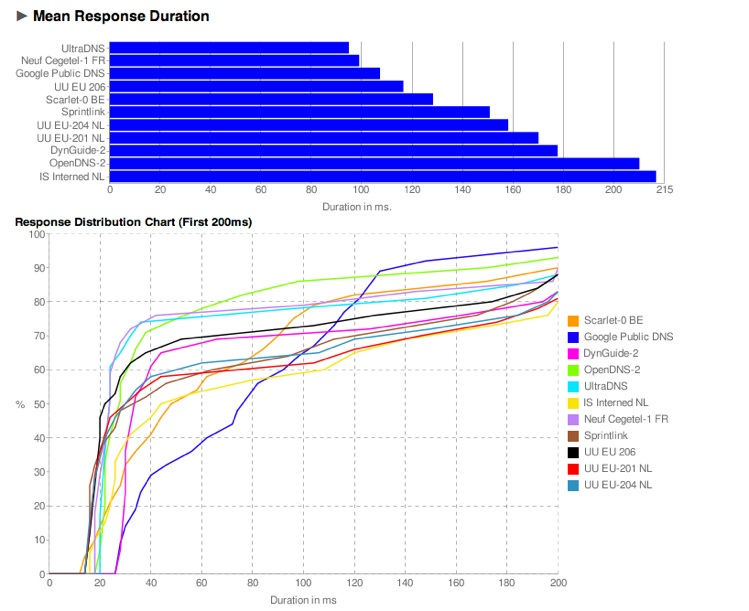 ▶ Mean Response Duration
UltraDNS
Neuf Cegetel-1 FR
Google Public DNS
UU EU 206
Scarlet-0 BE
Sprintlink
UU EU-204 NL
UU EU-201 NL
DynGuide-2
OpenDNS-2
IS Interned NL
0 20 40 60 80 100 120 140 160 180 200 215
Duration in ms.
Response Distribution Chart (First 200ms)
100
90
80
70
60
50
%
40
30
20
10
0
0 20 40 60 80 100 120 140 160 180 200
Duration in ms
Scarlet-0 BE
Google Public DNS
DynGuide-2
OpenDNS-2
UltraDNS
IS Interned NL
Neuf Cegetel-1 FR
Sprintlink
UU EU 206
UU EU-201 NL
UU EU-204 NL